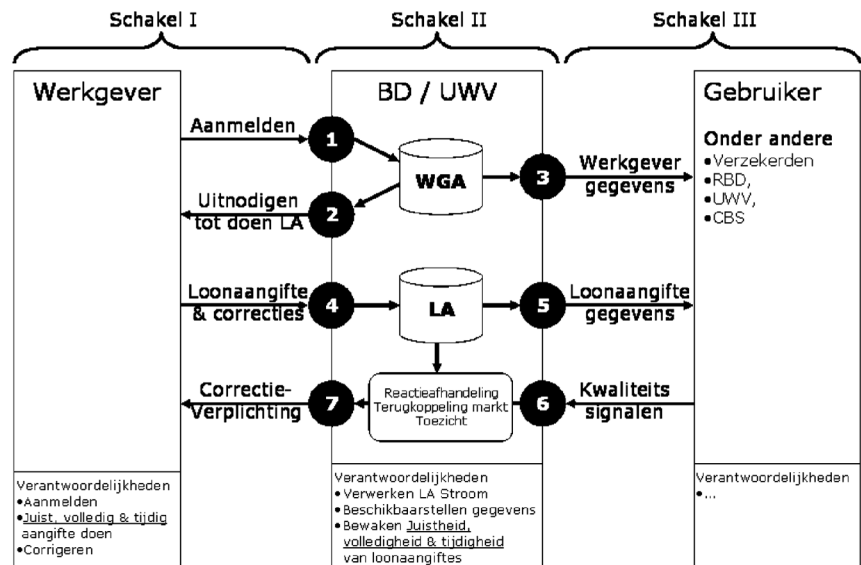 Schakel I
Schakel II
Schakel III
Werkgever
BD / UWV
Gebruiker
Aanmelden
1
WGA
Uitnodigen
tot doen LA
2
3
Werkgever
gegevens
Onder andere
•Verzekerden
•RBD,
•UWV,
•CBS
Loonaangifte
& correcties
4
LA
5
Loonaangifte
gegevens
Correctie-
Verplichting
7
Reactieafhandeling
Terugkoppeling markt
Toezicht
6
Kwaliteits
signalen
Verantwoordelijkheden
•Aanmelden
•Juist, volledig & tijdig
aangifte doen
•Corrigeren
Verantwoordelijkheden
•Verwerken LA Stroom
•Beschikbaarstellen gegevens
•Bewaken Juistheid,
volledigheid & tijdigheid
van loonaangiftes
Verantwoordelijkheden
•...